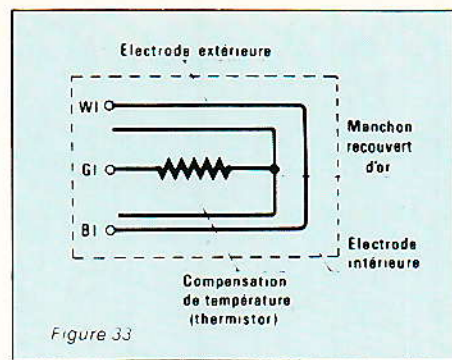 Electrode extérieure
WI
GI
BI
Manchon
recouvert
d'or
Electrode
intérieure
Compensation
de température
(thermistor)
Figure 33